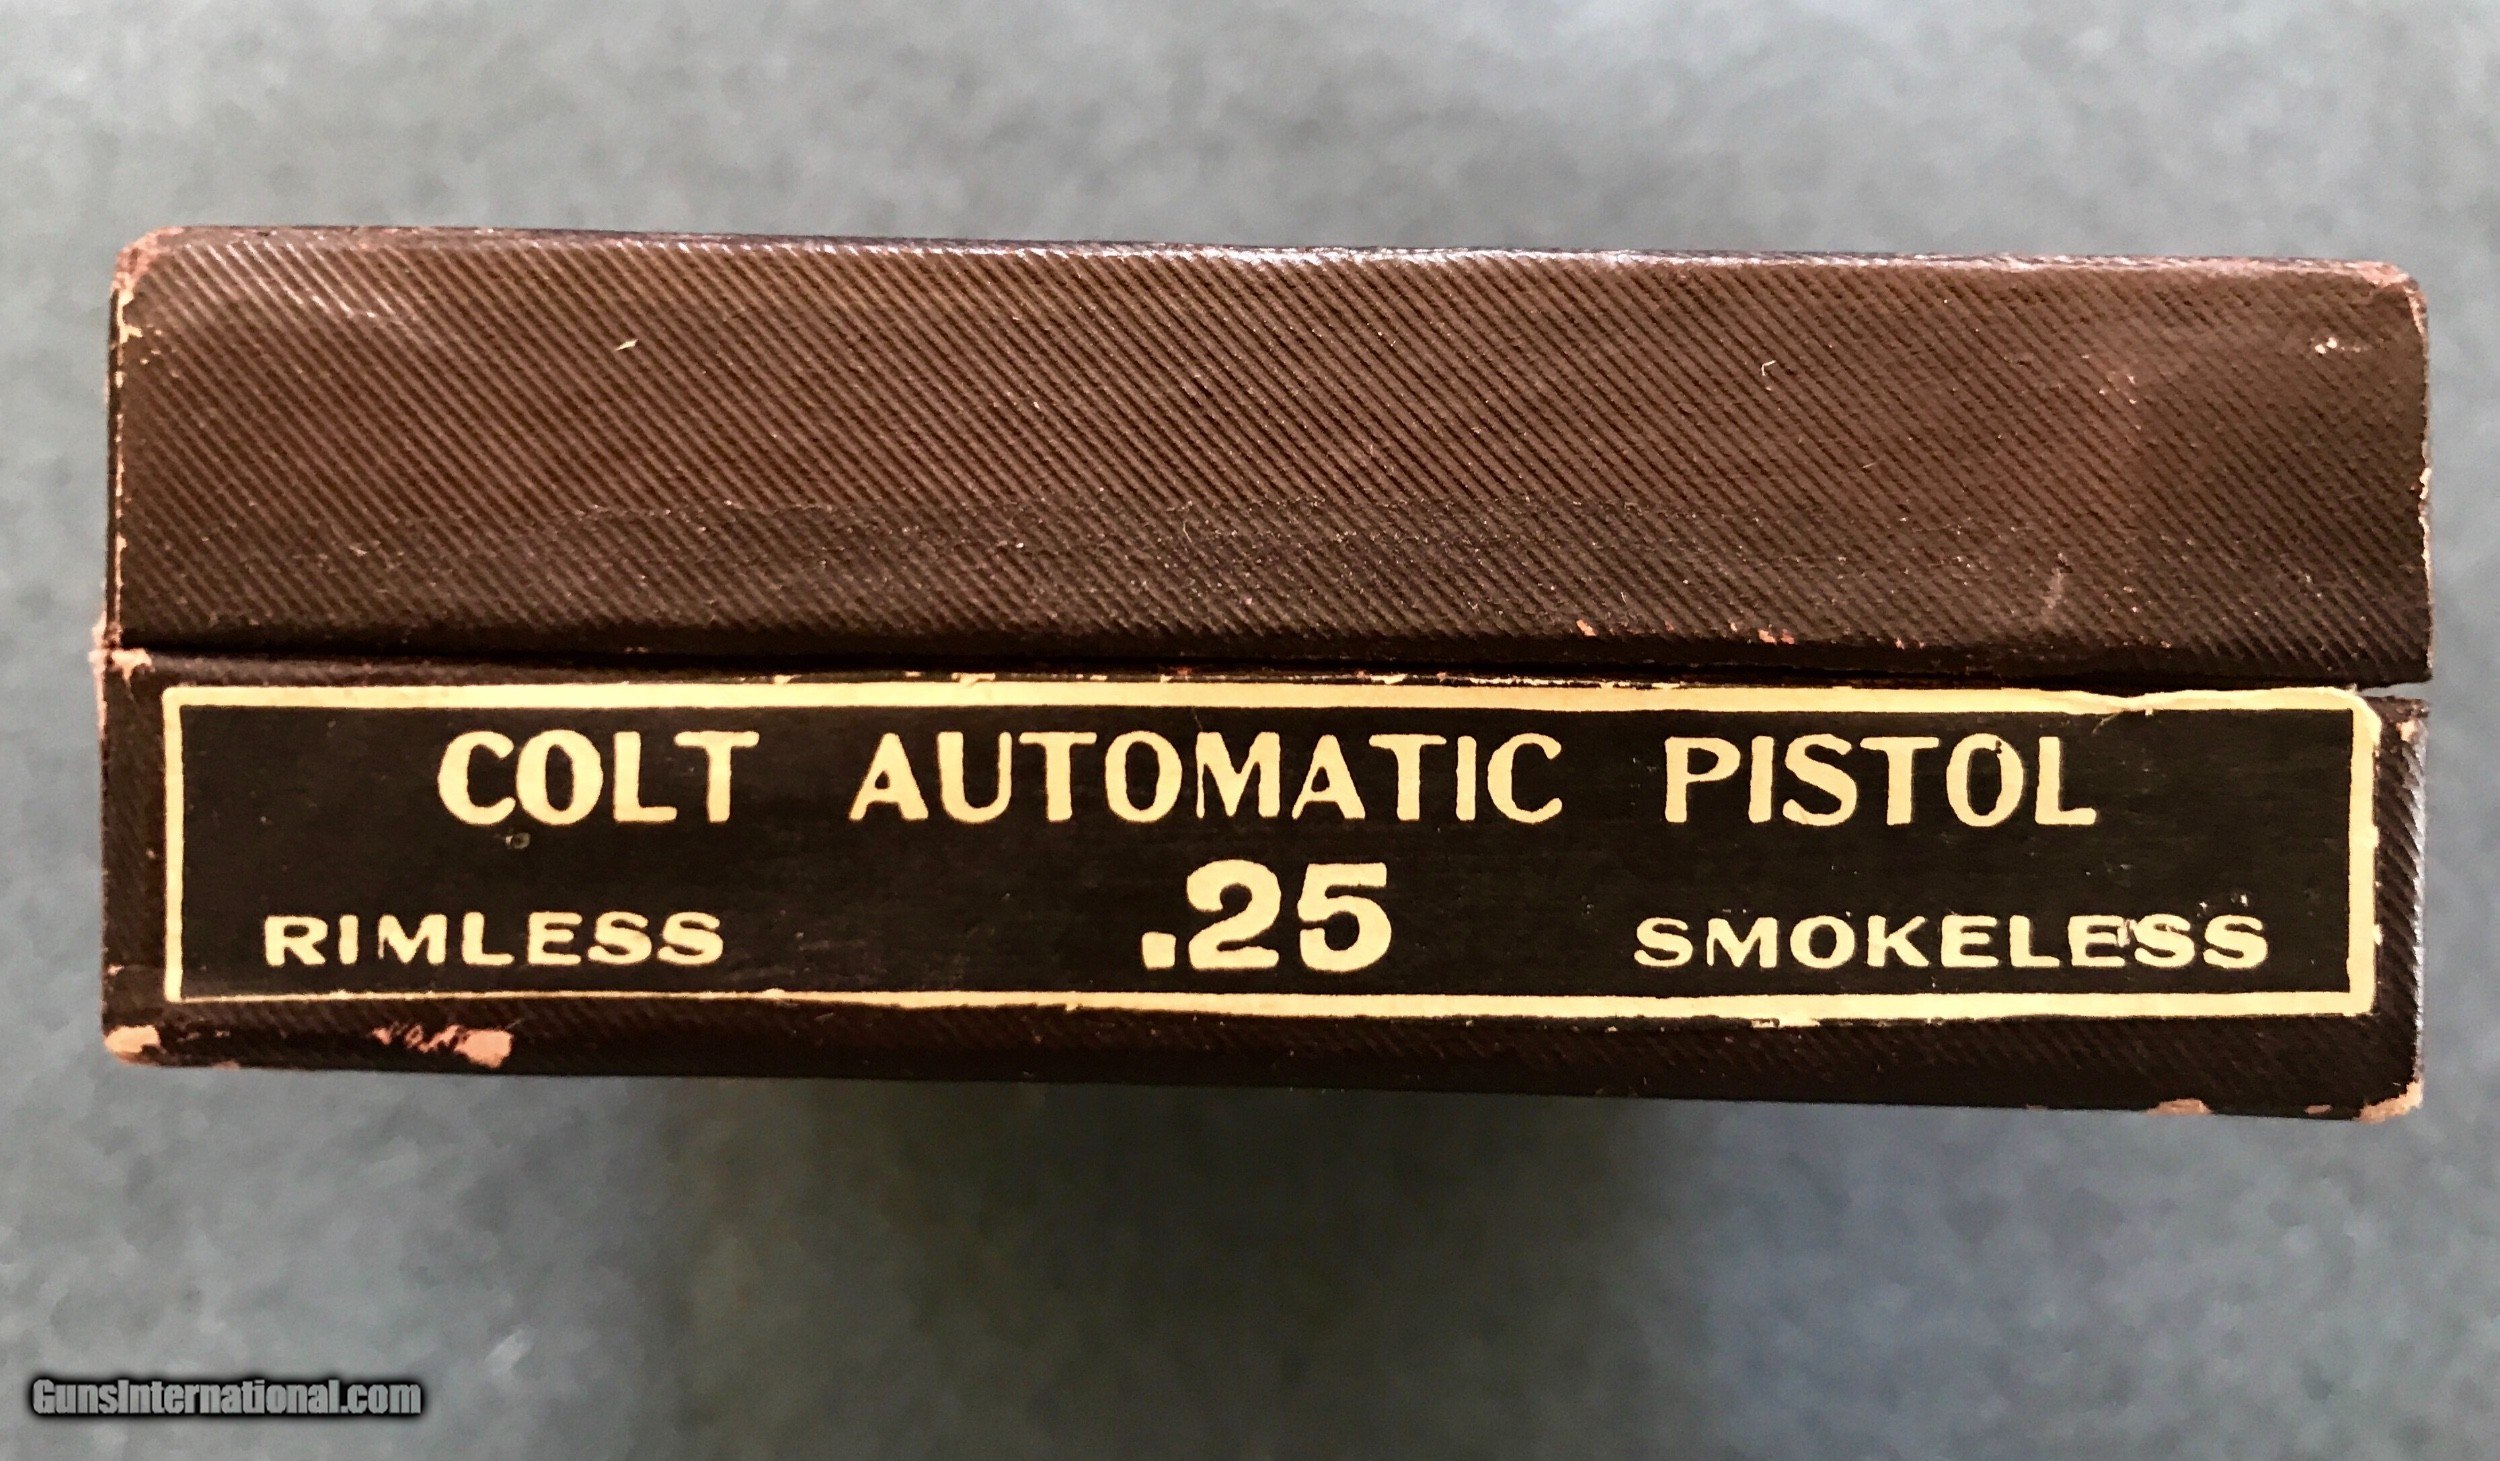 COLT AUTOMATIC PISTOL
RIMLESS .25 SMOKELESS
GunsInternational.com